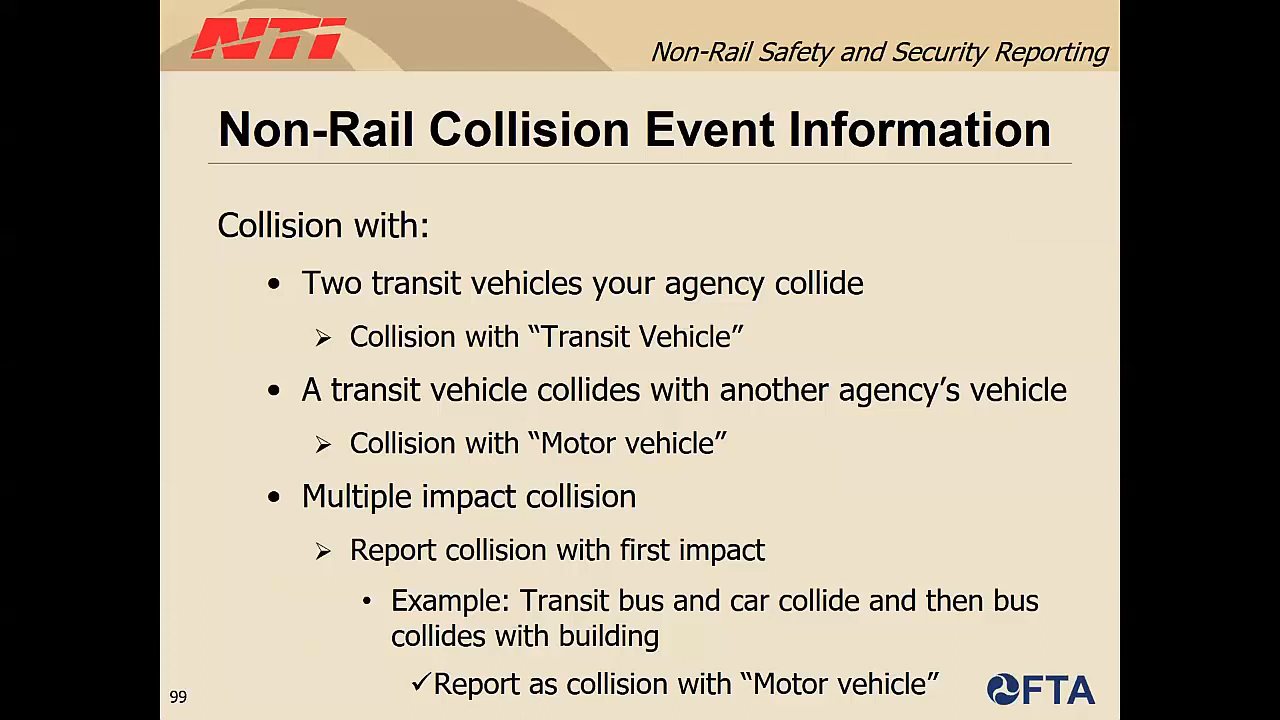 NTI
Non-Rail Safety and Security Reporting
Non-Rail Collision Event Information
Collision with:
• Two transit vehicles your agency collide
➢ Collision with “Transit Vehicle”
• A transit vehicle collides with another agency’s vehicle
➢ Collision with “Motor vehicle”
• Multiple impact collision
➢ Report collision with first impact
• Example: Transit bus and car collide and then bus
collides with building
✓Report as collision with “Motor vehicle”
99
FTA